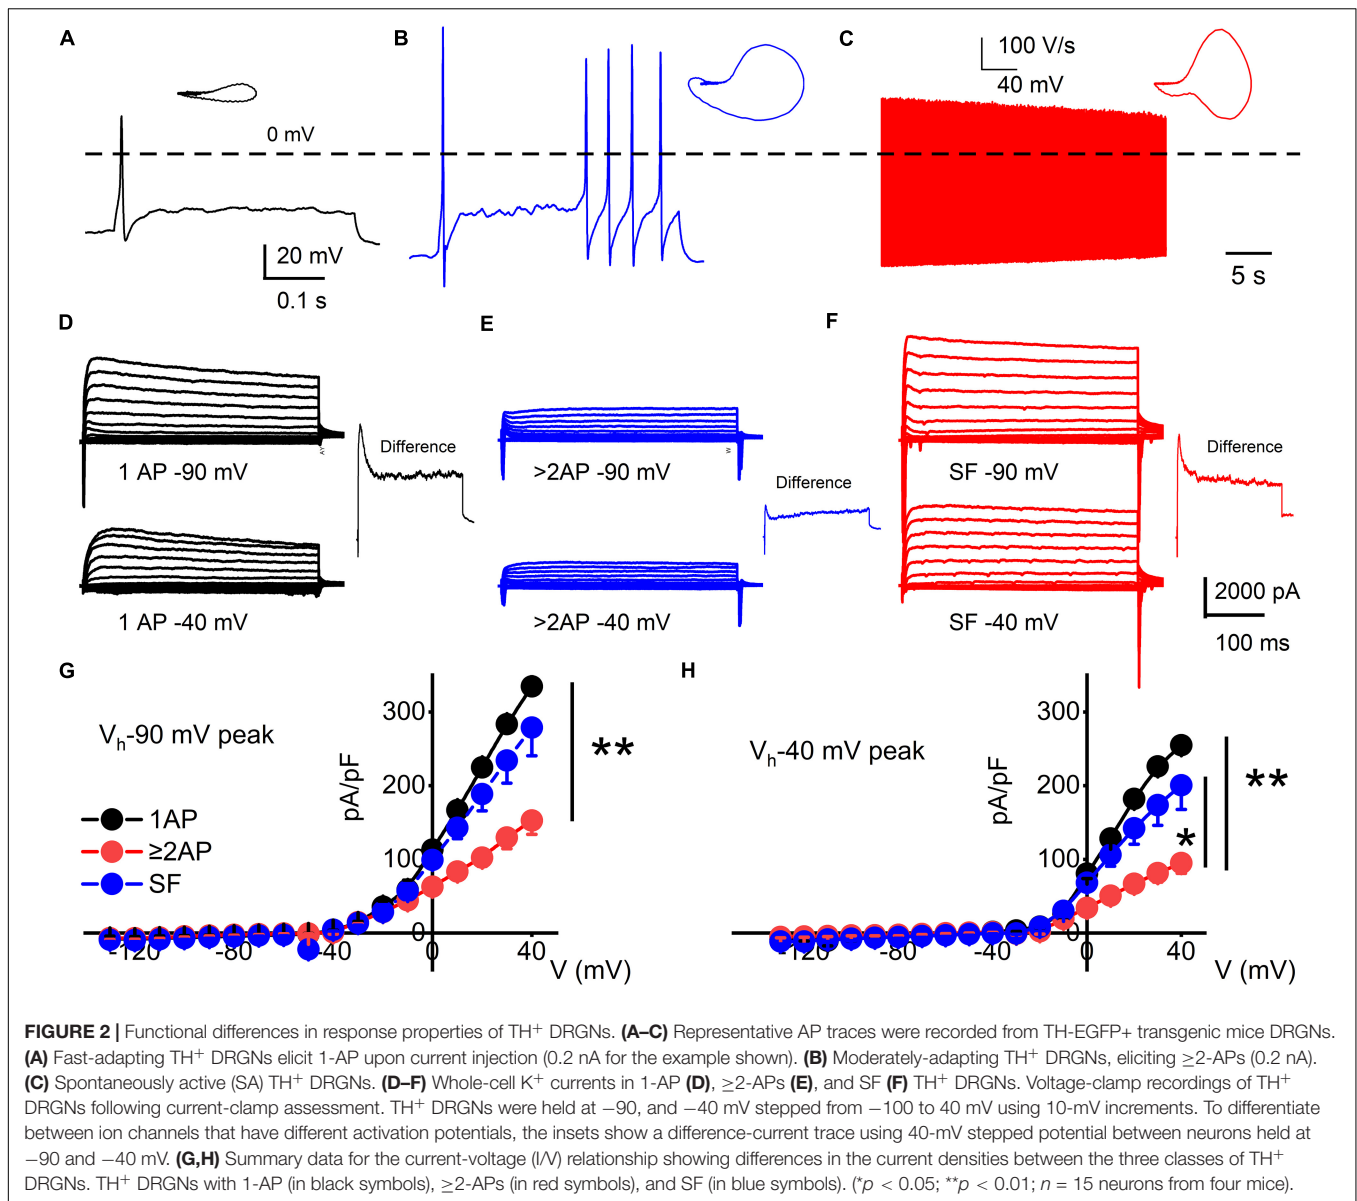 A
B
C
100 V/s
40 mV
0 mV
20 mV
0.1 s
5 s
D
E
F
Difference
1 AP -90 mV
>2AP -90 mV
SF -90 mV
Difference
Difference
1 AP -40 mV
>2AP -40 mV
SF -40 mV
2000 pA
100 ms
G
Vh-90 mV peak
pA/pF
300
200
100
0
**
1AP
≥2AP
SF
-120
-80
-40
0
40
V (mV)
H
Vh-40 mV peak
pA/pF
300
200
100
0
*
**
-120
-80
-40
0
40
V (mV)
FIGURE 2 | Functional differences in response properties of TH+ DRGNs. (A–C) Representative AP traces were recorded from TH-EGFP+ transgenic mice DRGNs.
(A) Fast-adapting TH+ DRGNs elicit 1-AP upon current injection (0.2 nA for the example shown). (B) Moderately-adapting TH+ DRGNs, eliciting ≥2-APs (0.2 nA).
(C) Spontaneously active (SA) TH+ DRGNs. (D–F) Whole-cell K+ currents in 1-AP (D), ≥2-APs (E), and SF (F) TH+ DRGNs. Voltage-clamp recordings of TH+
DRGNs following current-clamp assessment. TH+ DRGNs were held at −90, and −40 mV stepped from −100 to 40 mV using 10-mV increments. To differentiate
between ion channels that have different activation potentials, the insets show a difference-current trace using 40-mV stepped potential between neurons held at
−90 and −40 mV. (G,H) Summary data for the current-voltage (I/V) relationship showing differences in the current densities between the three classes of TH+
DRGNs. TH+ DRGNs with 1-AP (in black symbols), ≥2-APs (in red symbols), and SF (in blue symbols). (*p < 0.05; **p < 0.01; n = 15 neurons from four mice).